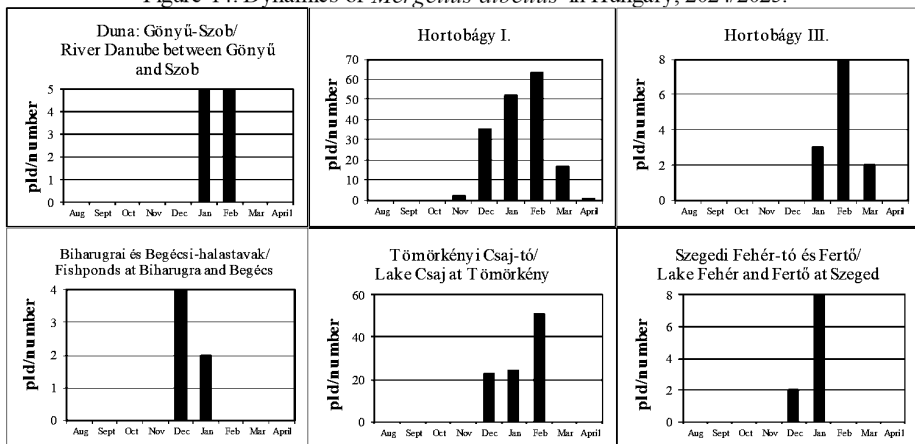 Figure 14. Dynamics of Mergellus albellus in Hungary, 2024/2025.
Duna: Gönyű-Szob/
River Danube between Gönyű
and Szob
pld/number
5
4
3
2
1
0
Aug Sept Oct Nov Dec Jan Feb Mar April
Hortobágy I.
pld/number
70
60
50
40
30
20
10
0
Aug Sept Oct Nov Dec Jan Feb Mar April
Hortobágy III.
pld/number
8
6
4
2
0
Aug Sept Oct Nov Dec Jan Feb Mar April
Biharugrai és Begécsi-halastavak/
Fishponds at Biharugra and Begécs
pld/number
4
3
2
1
0
Aug Sept Oct Nov Dec Jan Feb Mar April
Tömörkényi Csaj-tó/
Lake Csaj at Tömörkény
pld/number
60
40
20
0
Aug Sept Oct Nov Dec Jan Feb Mar April
Szegedi Fehér-tó és Fertő/
Lake Fehér and Fertő at Szeged
pld/number
8
6
4
2
0
Aug Sept Oct Nov Dec Jan Feb Mar April